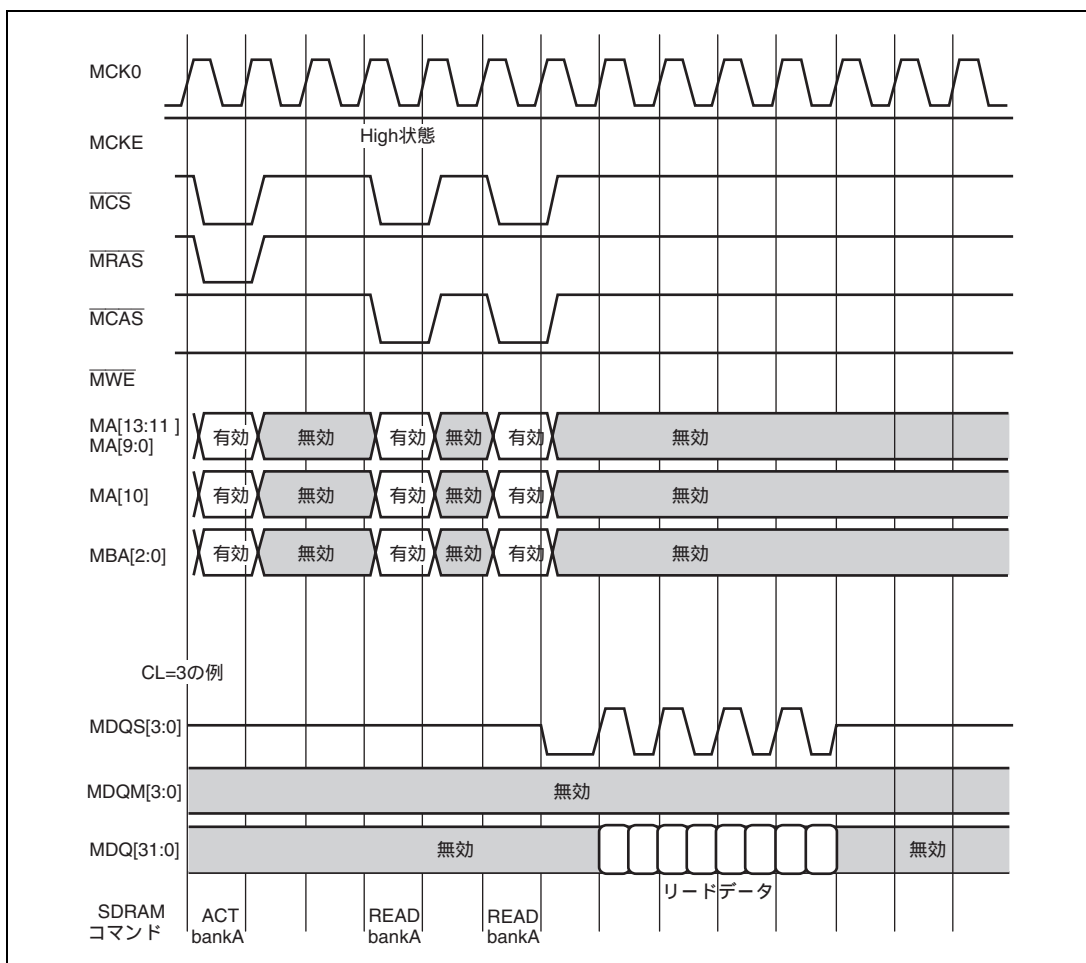 MCK0
MCKE
High状態
MCS
MRAS
MCAS
MWE
MA[13:11 ]
MA[9:0]
有効 無効 有効 無効 有効 無効
MA[10]
有効 無効 有効 無効 有効 無効
MBA[2:0]
有効 無効 有効 無効 有効 無効
CL=3の例
MDQS[3:0]
MDQM[3:0]
無効
MDQ[31:0]
無効 無効
リードデータ
SDRAM
コマンド
ACT
bankA
READ
bankA
READ
bankA